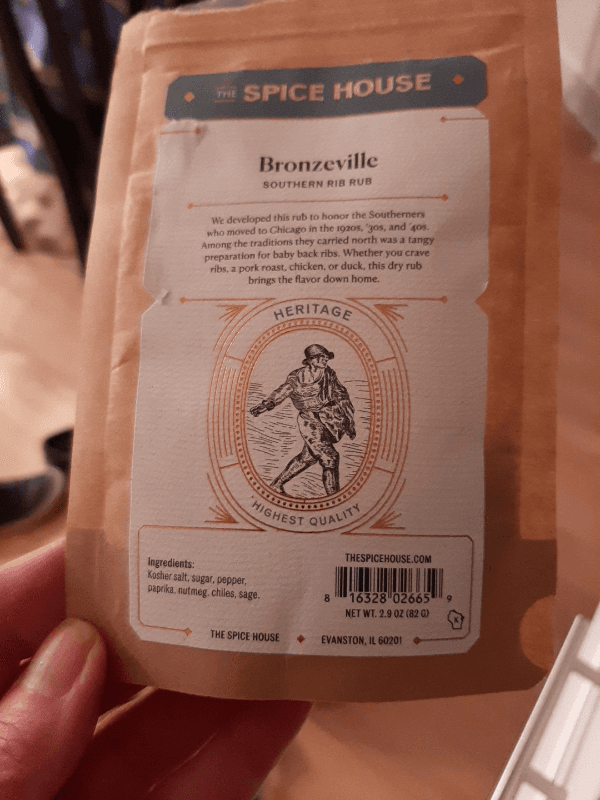 THE SPICE HOUSE
Bronzeville
SOUTHERN RIB RUB
We developed this rub to honor the Southerners
who moved to Chicago in the 1920s, '30s, and '40s.
Among the traditions they carried north was a tangy
preparation for baby back ribs. Whether you crave
ribs, a pork roast, chicken, or duck, this dry rub
brings the flavor down home.
HERITAGE
HIGHEST QUALITY
Ingredients:
Kosher salt, sugar, pepper,
paprika, nutmeg, chiles, sage.
THESPICEHOUSE.COM
8 16328 02665 9
NET WT. 2.9 OZ (82 G)
K
THE SPICE HOUSE
EVANSTON, IL 60201